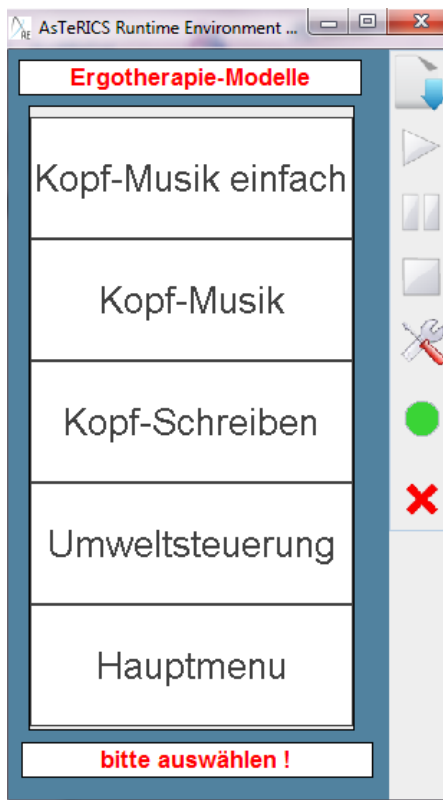 AsTeRICS Runtime Environment ...
Ergotherapie-Modelle
Kopf-Musik einfach
Kopf-Musik
Kopf-Schreiben
Umweltsteuerung
Hauptmenu
bitte auswählen !